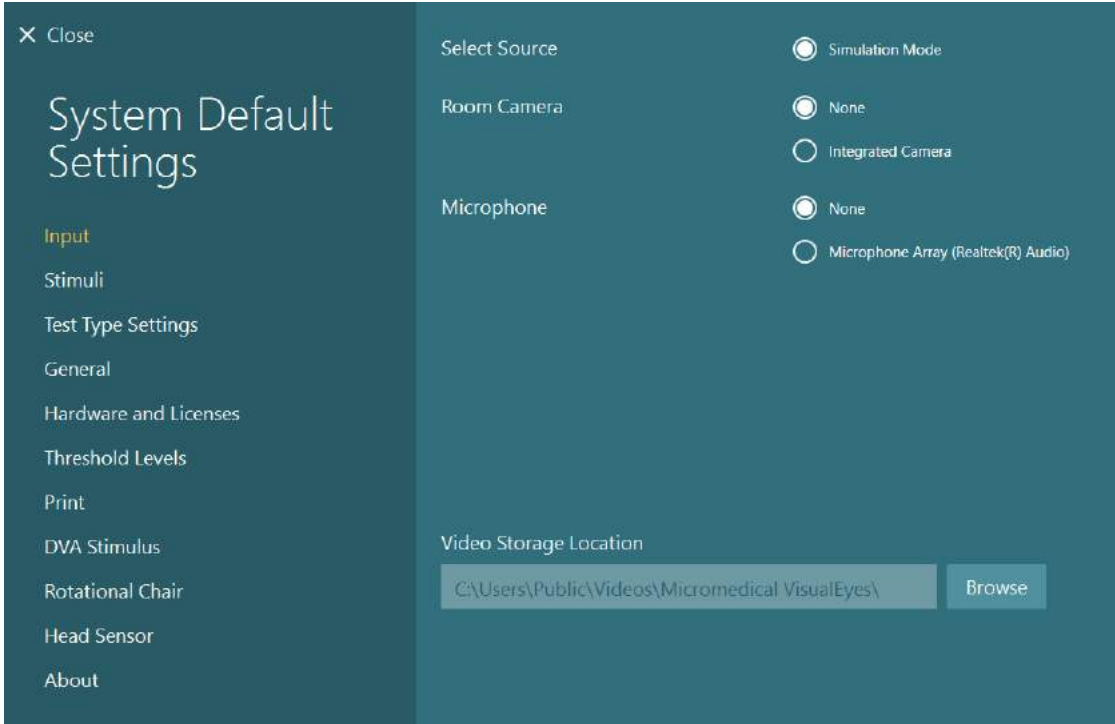 Close
System Default
Settings
Input
Stimuli
Test Type Settings
General
Hardware and Licenses
Threshold Levels
Print
DVA Stimulus
Rotational Chair
Head Sensor
About
Select Source
Simulation Mode
Room Camera
None
Integrated Camera
Microphone
None
Microphone Array (Realtek(R) Audio)
Video Storage Location
C:\Users\Public\Videos\Micromedical VisualEyes\
Browse